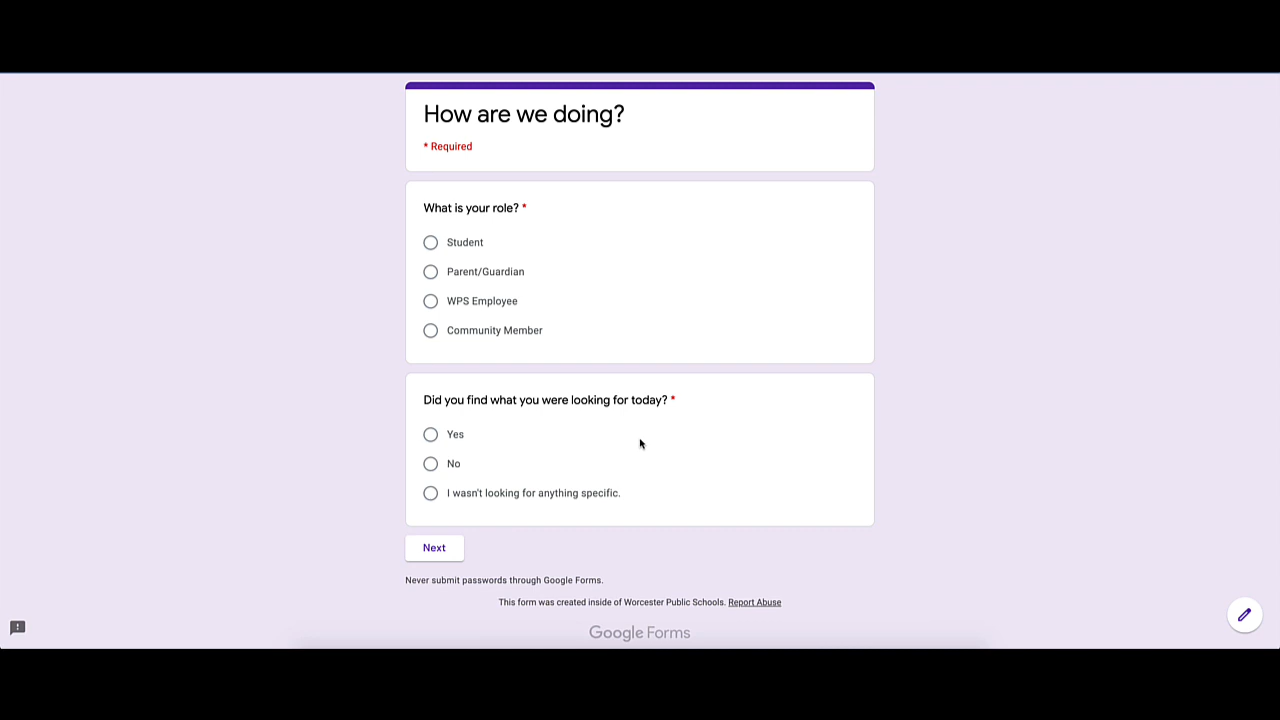 How are we doing?
* Required
What is your role? *
Student
Parent/Guardian
WPS Employee
Community Member
Did you find what you were looking for today? *
Yes
No
I wasn't looking for anything specific.
Next
Never submit passwords through Google Forms.
This form was created inside of Worcester Public Schools. Report Abuse
Google Forms